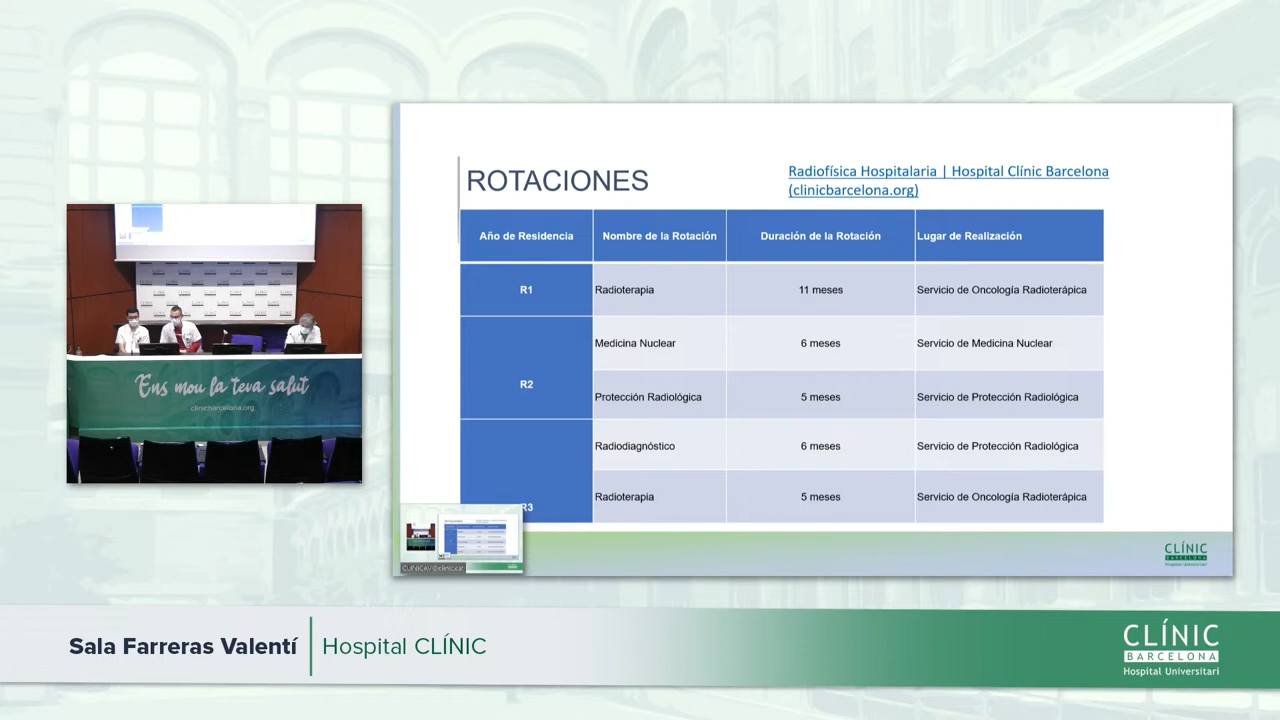 ROTACIONES
Radiofísica Hospitalaria | Hospital Clínic Barcelona
(clinicbarcelona.org)
Año de Residencia
Nombre de la Rotación
Duración de la Rotación
Lugar de Realización
R1
Radioterapia
11 meses
Servicio de Oncología Radioterápica
R2
Medicina Nuclear
6 meses
Servicio de Medicina Nuclear
Protección Radiológica
5 meses
Servicio de Protección Radiológica
R3
Radiodiagnóstico
6 meses
Servicio de Protección Radiológica
Radioterapia
5 meses
Servicio de Oncología Radioterápica
Ens mou la teva salut
clinicbarcelona.org
CLÍNIC
BARCELONA
Hospital Universitari
Sala Farreras Valentí
Hospital CLÍNIC
CLÍNIC
BARCELONA
Hospital Universitari